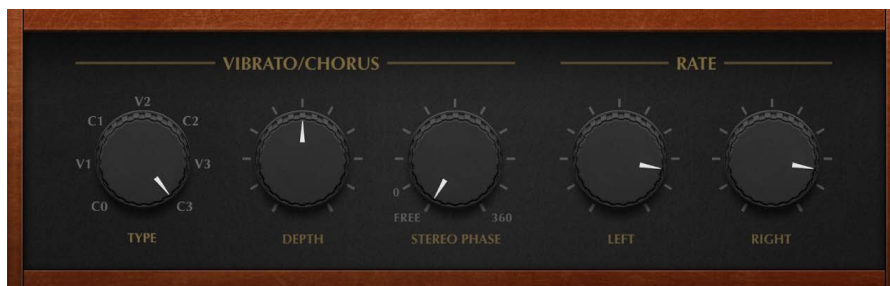 VIBRATO/CHORUS
RATE
V2
C1
C2
V1
V3
C0
C3
0
FREE
360
TYPE
DEPTH
STEREO PHASE
LEFT
RIGHT